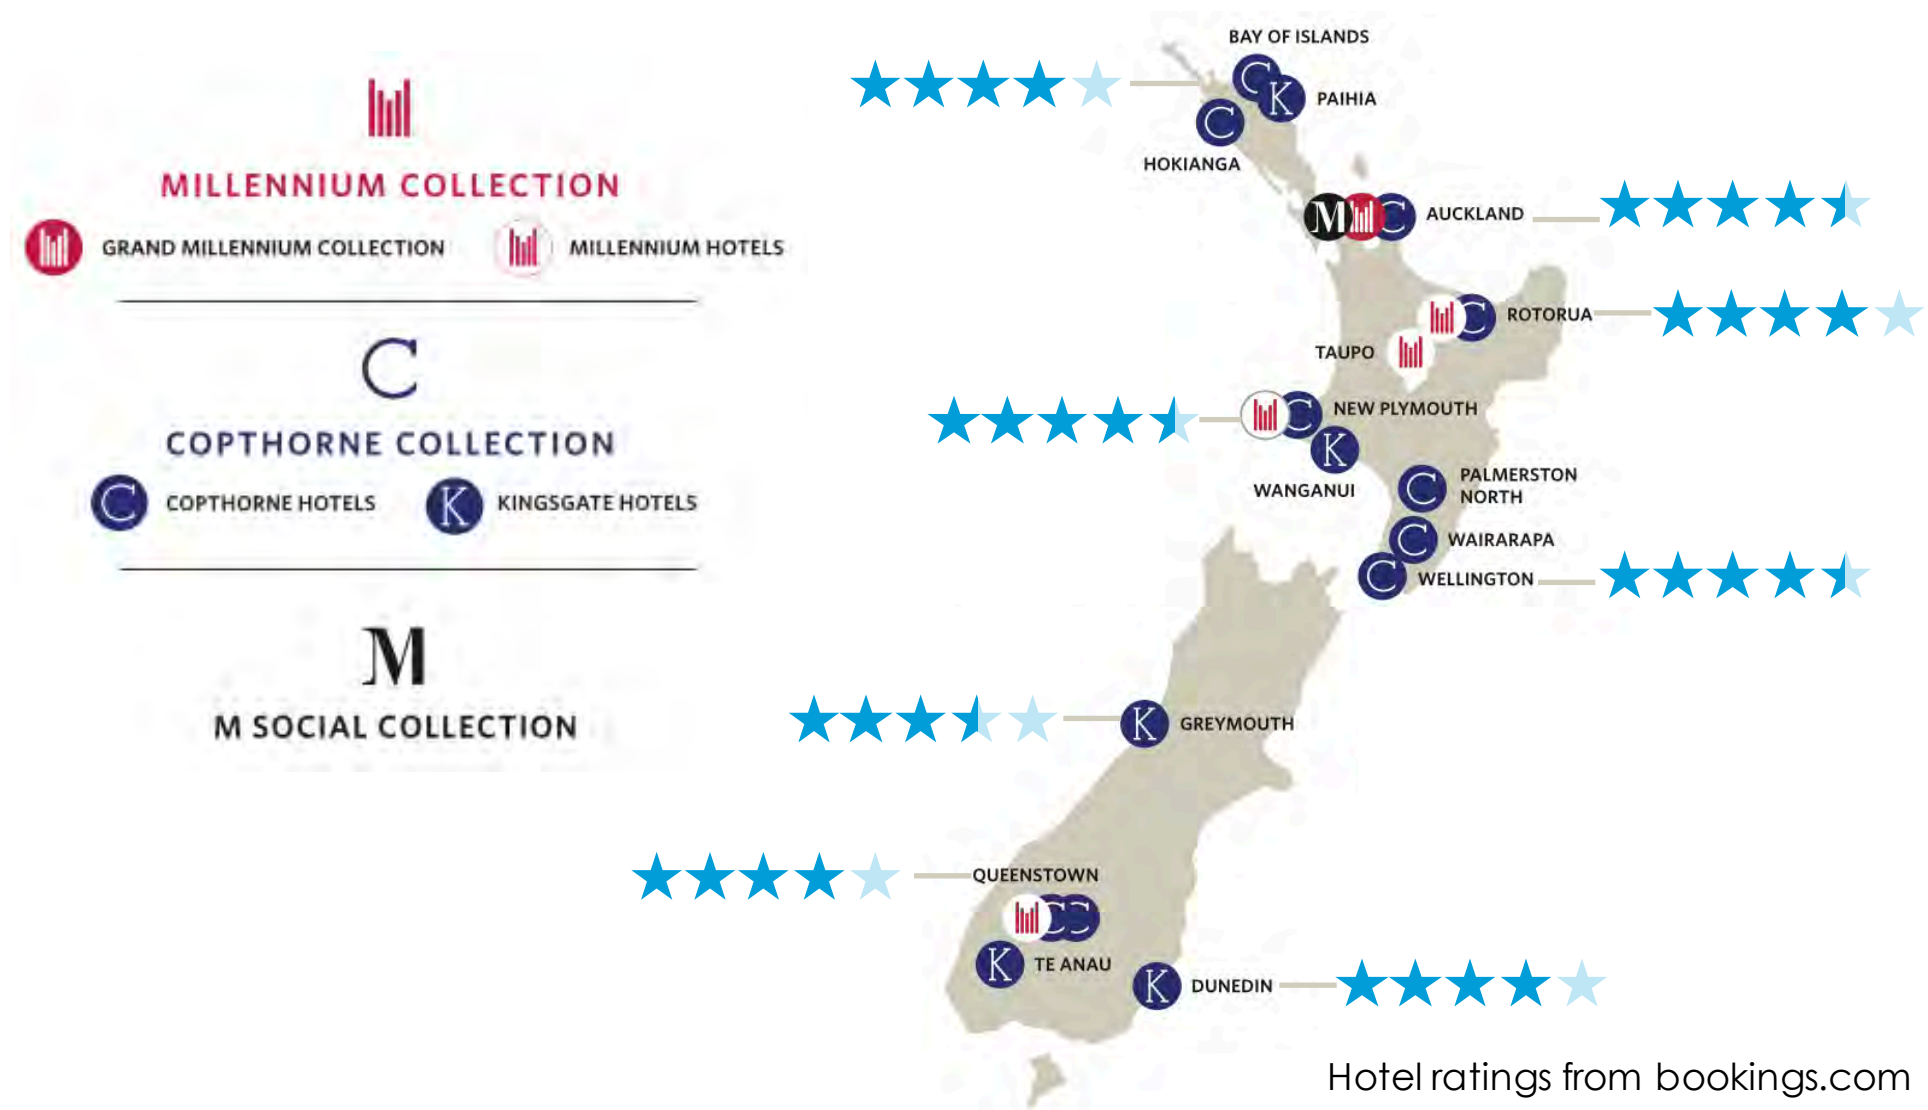 MILLENNIUM COLLECTION
GRAND MILLENNIUM COLLECTION
MILLENNIUM HOTELS
C
COPTHORNE COLLECTION
C
COPTHORNE HOTELS
K
KINGSGATE HOTELS
M
M SOCIAL COLLECTION
BAY OF ISLANDS
C
K
PAIHIA
C
HOKIANGA
M
C
AUCKLAND
C
ROTORUA
TAUPO
C
NEW PLYMOUTH
K
WANGANUI
C
PALMERSTON
NORTH
C
WAIRARAPA
C
WELLINGTON
K
GREYMOUTH
QUEENSTOWN
C
C
K
TE ANAU
K
DUNEDIN
Hotel ratings from bookings.com